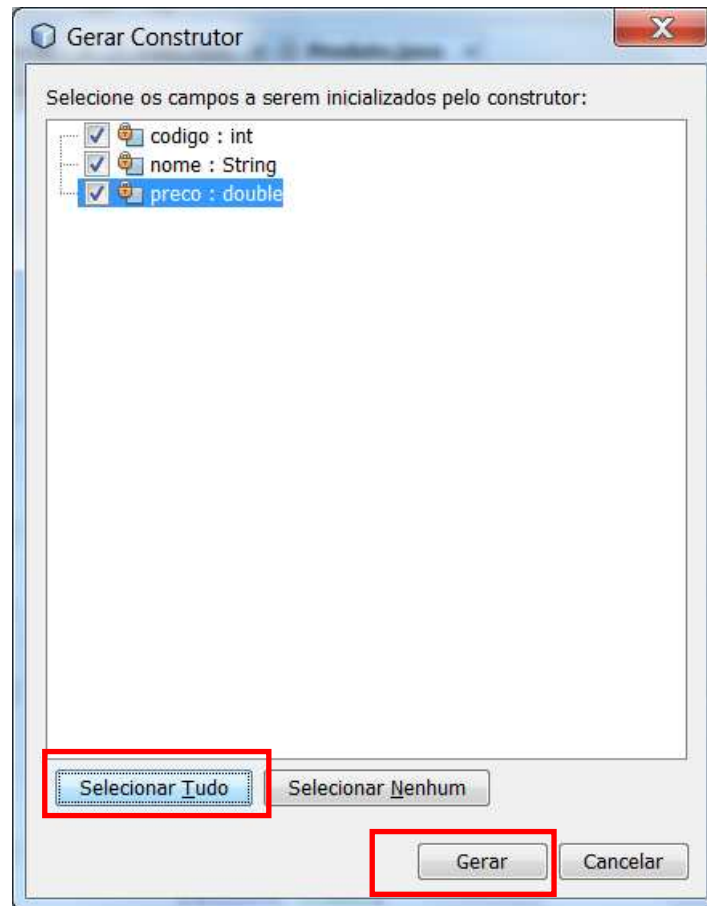 Gerar Construtor
Selecione os campos a serem inicializados pelo construtor:
codigo : int
nome : String
preco : double
Selecionar Tudo Selecionar Nenhum
Gerar Cancelar